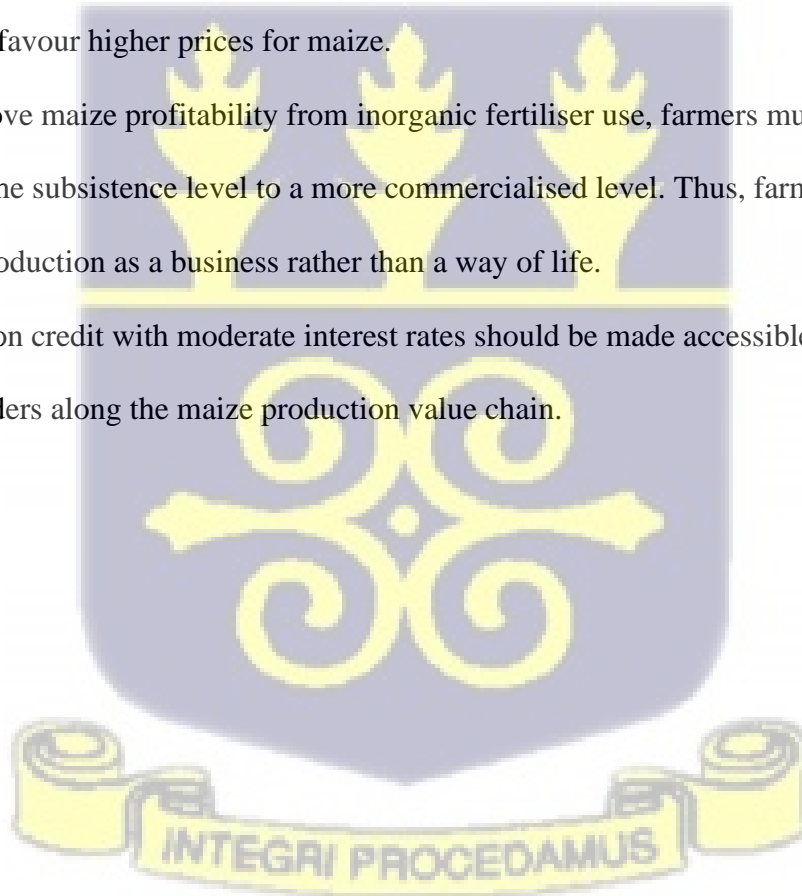 favour higher prices for maize.
ove maize profitability from inorganic fertiliser use, farmers mu
ne subsistence level to a more commercialised level. Thus, farm
oduction as a business rather than a way of life.
on credit with moderate interest rates should be made accessible
ders along the maize production value chain.
INTEGRI PROCEDAMUS